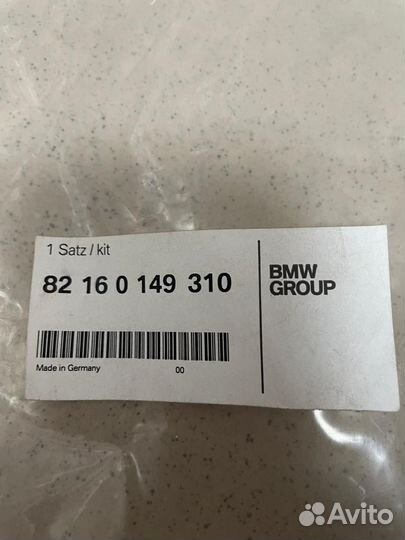 1 Satz / kit
82 16 0 149 310
BMW
GROUP
Made in Germany 00
Avito